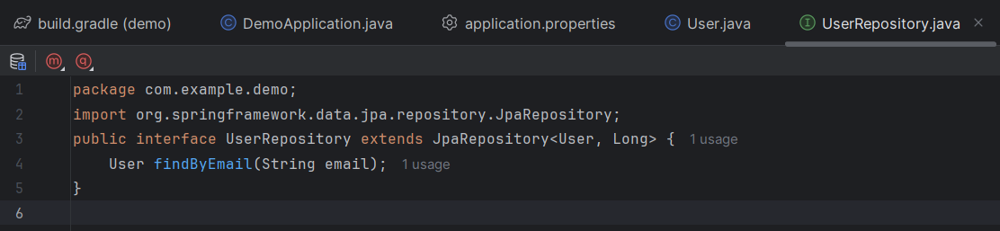 build.gradle (demo) DemoApplication.java application.properties User.java UserRepository.java
m q
1 package com.example.demo;
2 import org.springframework.data.jpa.repository.JpaRepository;
3 public interface UserRepository extends JpaRepository<User, Long> { 1 usage
4     User findByEmail(String email); 1 usage
5 }
6